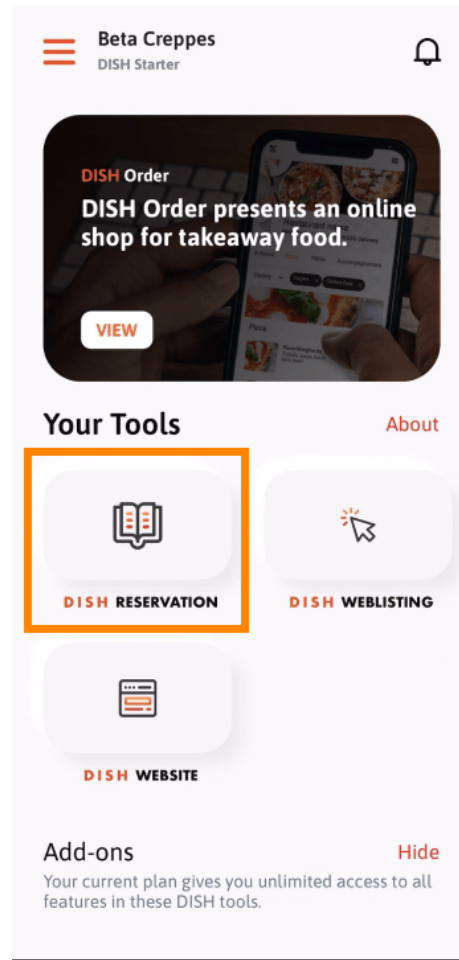 Beta Creppes
DISH Starter
DISH Order
DISH Order presents an online
shop for takeaway food.
VIEW
Pizza
Your Tools
About
DISH RESERVATION
DISH WEBLISTING
DISH WEBSITE
Add-ons
Hide
Your current plan gives you unlimited access to all
features in these DISH tools.